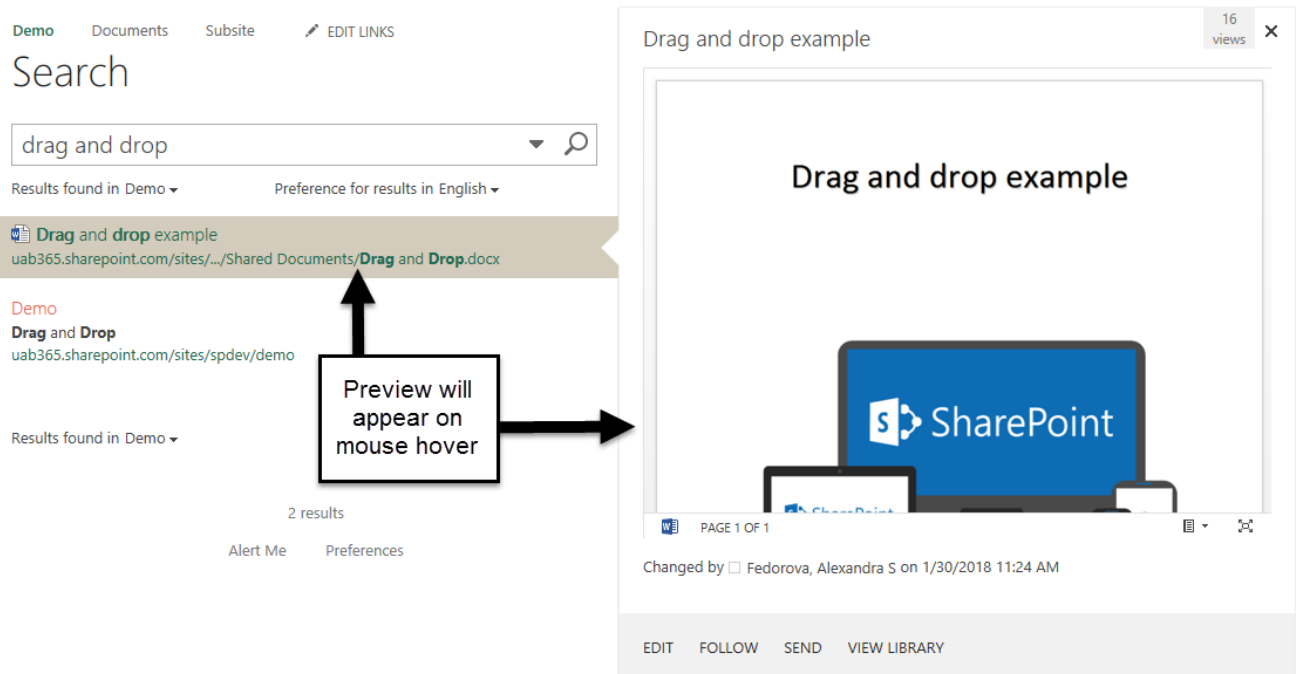 Demo Documents Subsite EDIT LINKS
Search
drag and drop
Results found in Demo Preference for results in English
Drag and drop example
uab365.sharepoint.com/sites/.../Shared Documents/Drag and Drop.docx
Demo
Drag and Drop
uab365.sharepoint.com/sites/spdev/demo
Preview will
appear on
mouse hover
Results found in Demo
2 results
Alert Me Preferences
Drag and drop example
16
views
Drag and drop example
SharePoint
SharePoint
PAGE 1 OF 1
Changed by Fedorova, Alexandra S on 1/30/2018 11:24 AM
EDIT FOLLOW SEND VIEW LIBRARY